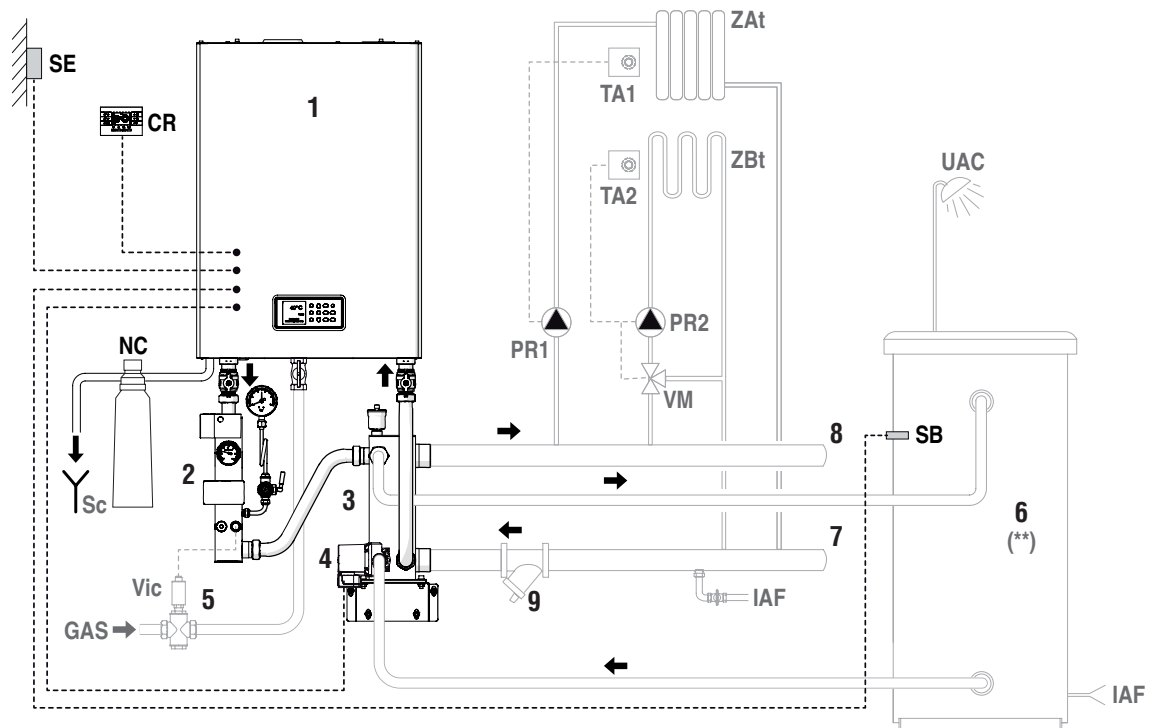 ZAt
SE
TA1
1
CR
ZBt
UAC
TA2
PR1
PR2
NC
VM
8
SB
2
Sc
3
6
(**)
7
4
Vic
5
9
IAF
GAS
IAF